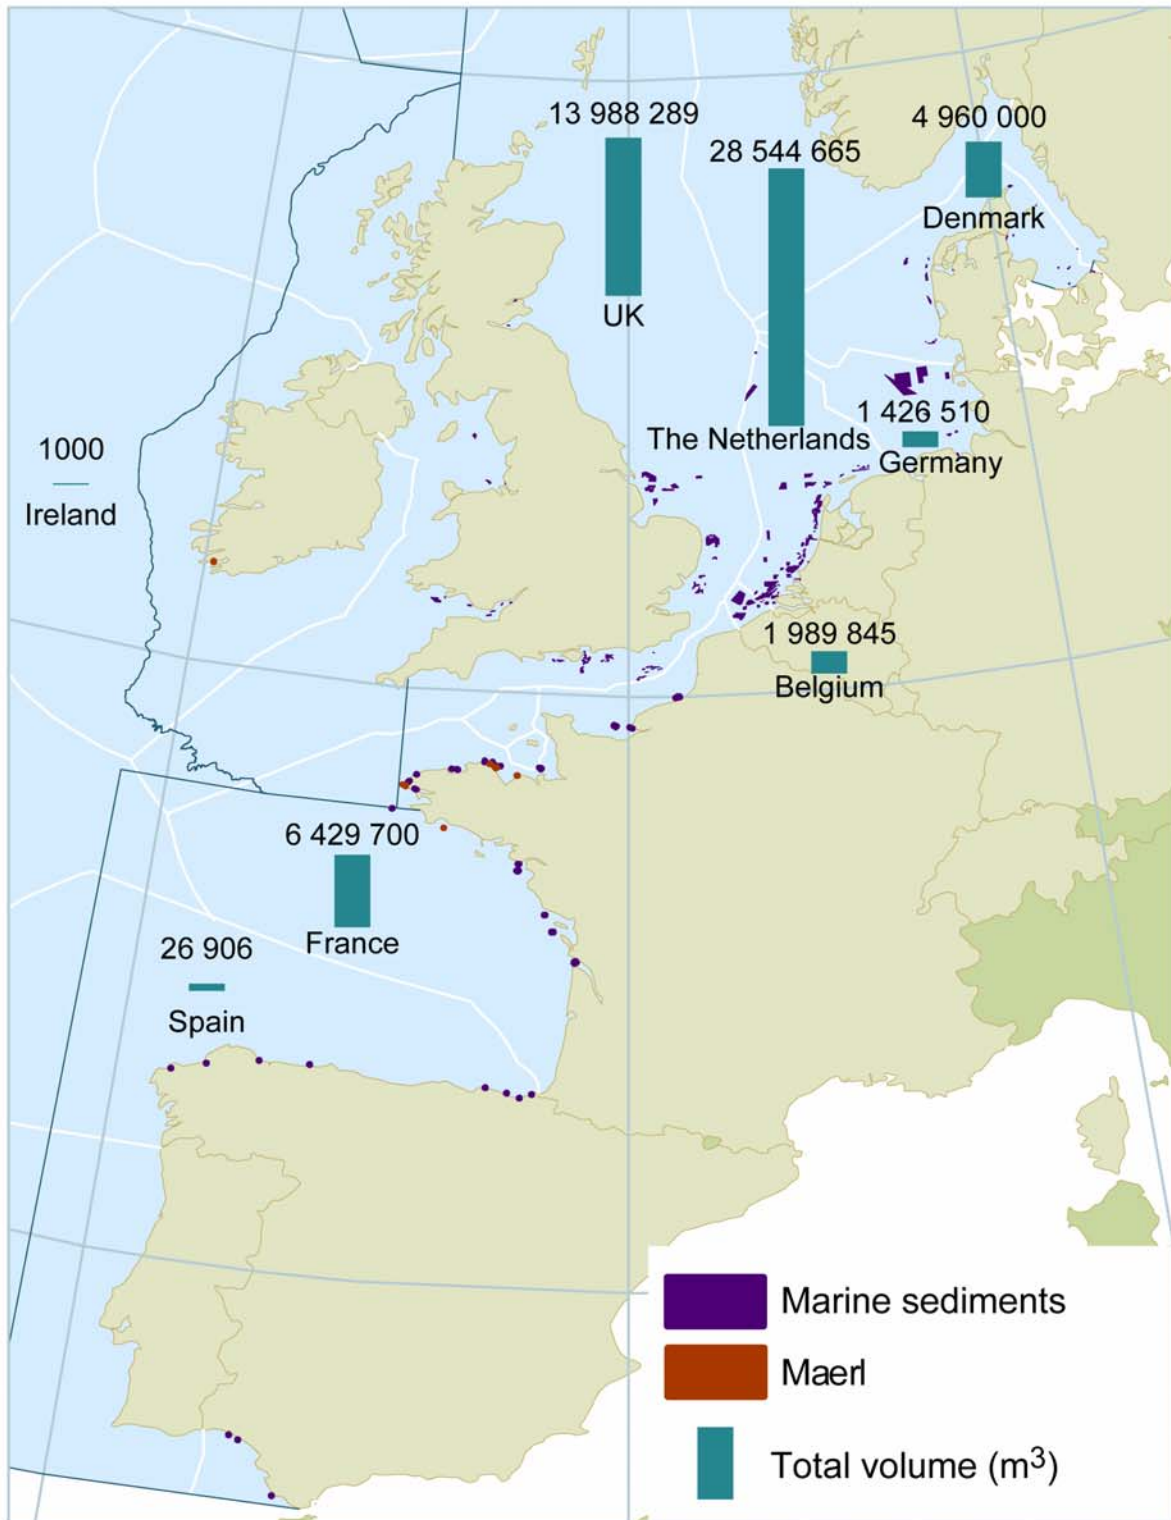 13 988 289
UK
28 544 665
The Netherlands
4 960 000
Denmark
1 426 510
Germany
1000
Ireland
1 989 845
Belgium
6 429 700
France
26 906
Spain
Marine sediments
Maerl
Total volume (m³)